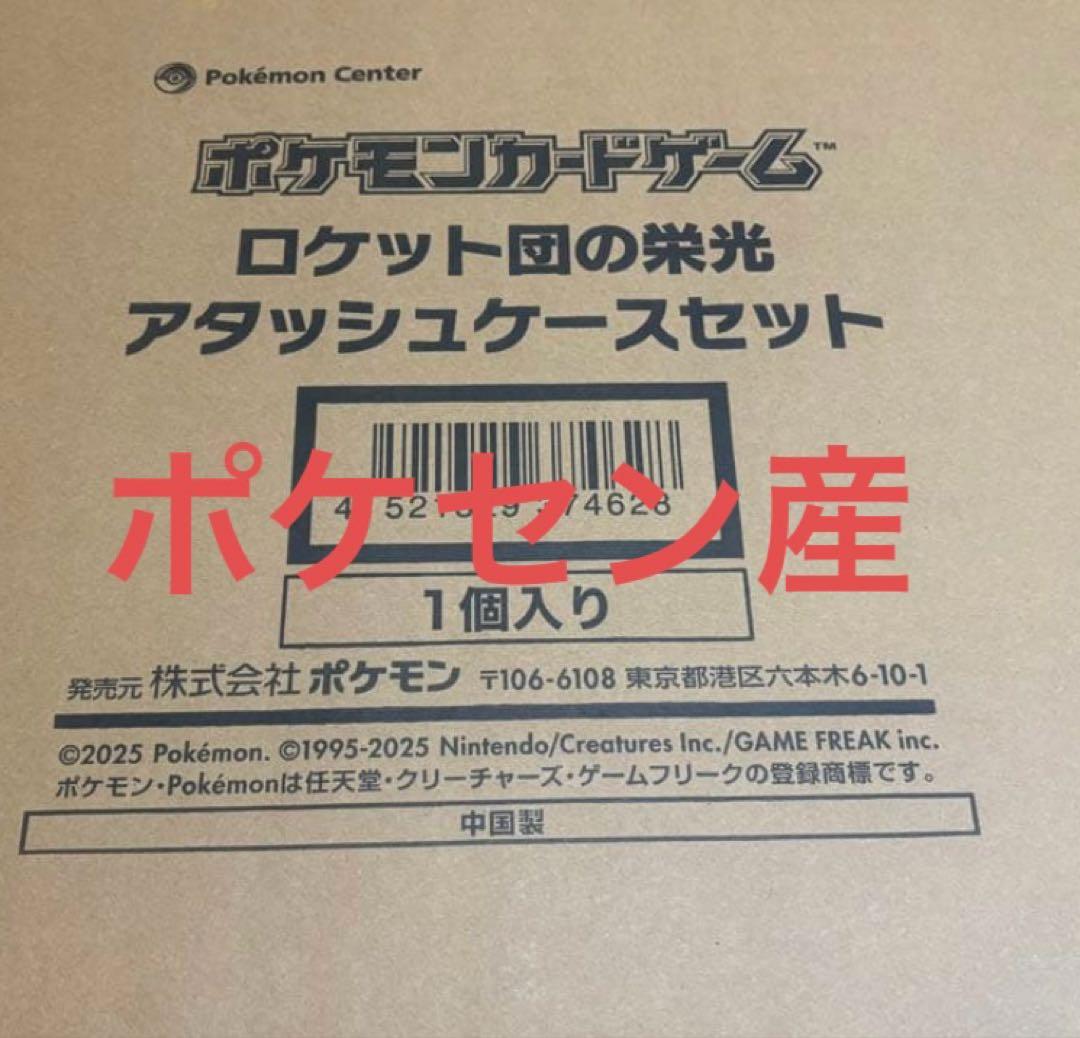 Pokémon Center
ポケモンカードゲーム™
ロケット団の栄光
アタッシュケースセット
ポケセン産
1個入り
発売元 株式会社 ポケモン 〒106-6108 東京都港区六本木6-10-1
©2025 Pokémon. ©1995-2025 Nintendo/Creatures Inc./GAME FREAK inc.
ポケモン・Pokémonは任天堂・クリーチャーズ・ゲームフリークの登録商標です。
中国製